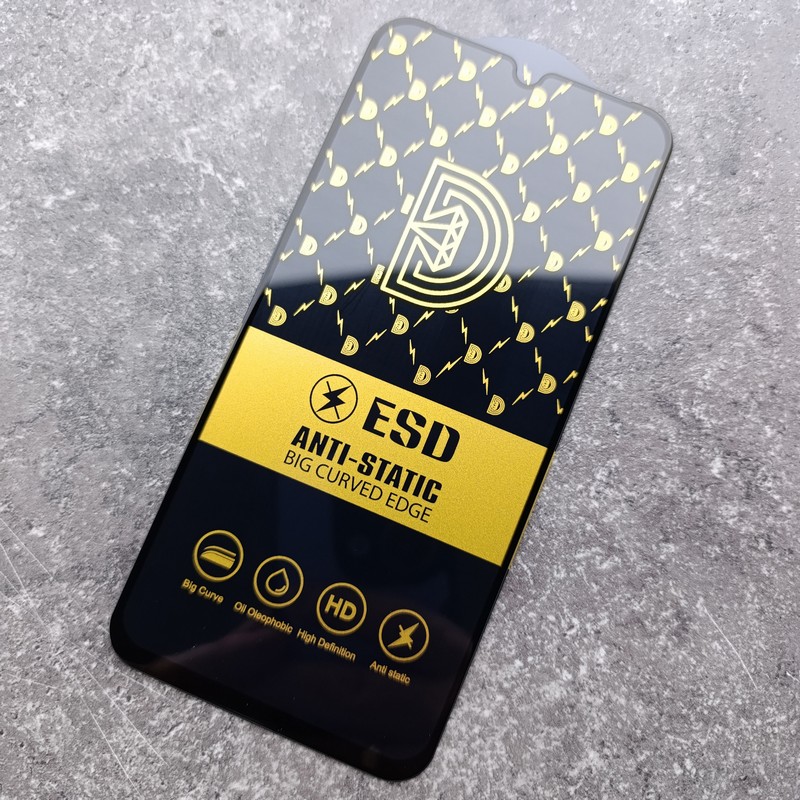 D
ESD
ANTI-STATIC
BIG CURVED EDGE
HD
Big Curve
Oil Oleophobic
High Definition
Anti static